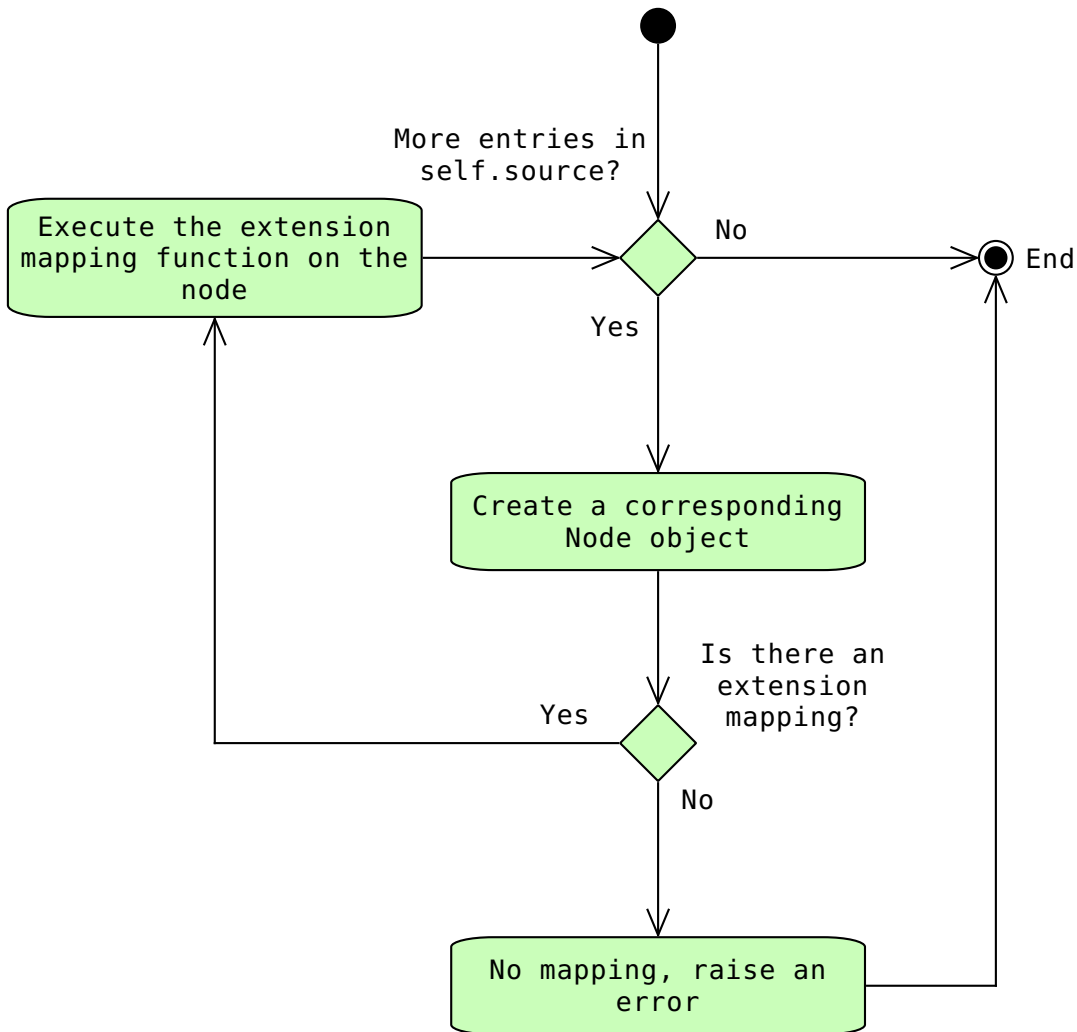 More entries in
self.source?
Execute the extension
mapping function on the
node
No
End
Yes
Create a corresponding
Node object
Is there an
extension
mapping?
Yes
No
No mapping, raise an
error